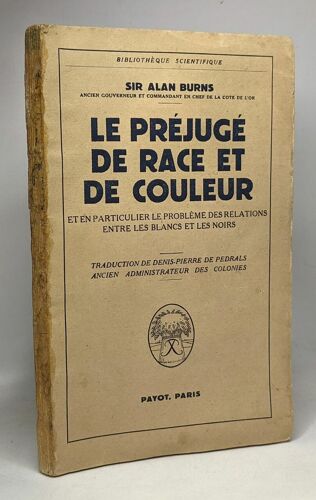 BIBLIOTHÈQUE SCIENTIFIQUE
SIR ALAN BURNS
ANCIEN GOUVERNEUR ET COMMANDANT EN CHEF DE LA COTE DE L'OR
LE PRÉJUGÉ
DE RACE ET
DE COULEUR
ET EN PARTICULIER LE PROBLÈME DES RELATIONS
ENTRE LES BLANCS ET LES NOIRS
TRADUCTION DE DENIS-PIERRE DE PEDRALS
ANCIEN ADMINISTRATEUR DES COLONIES
PAYOT, PARIS